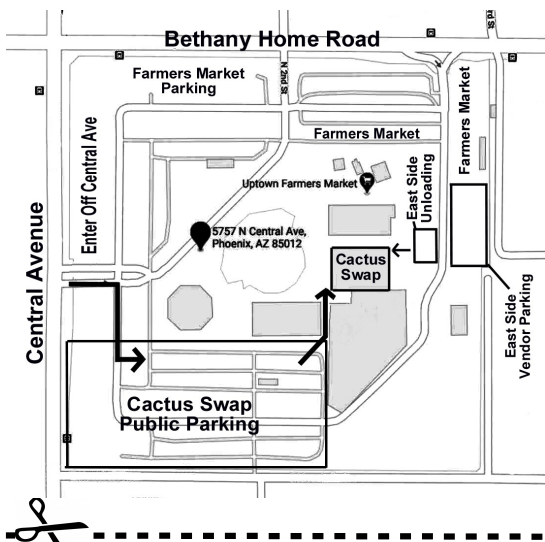 Bethany Home Road
3rd St
N 2nd St
Farmers Market
Parking
Farmers Market
Farmers Market
Enter Off Central Ave
Uptown Farmers Market
East Side
Unloading
5757 N Central Ave,
Phoenix, AZ 85012
Cactus
Swap
Central Avenue
East Side
Vendor Parking
Cactus Swap
Public Parking